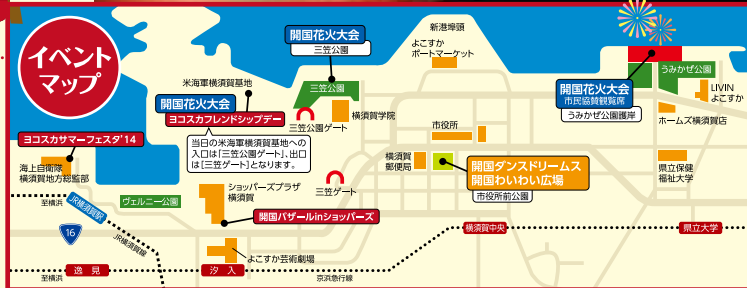 イベント
マップ
開国花火大会
三笠公園
新港埠頭
よこすか
ポートマーケット
米海軍横須賀基地
開国花火大会
ヨコスカフレンドシップデー
当日の米海軍横須賀基地への
入口は「三笠公園ゲート」、出口
は「三笠ゲート」となります。
三笠公園
三笠公園ゲート
横須賀学院
三笠ゲート
開国花火大会
市民協賛観覧席
うみかぜ公園護岸
うみかぜ公園
LIVIN
よこすか
ホームズ横須賀店
県立保健
福祉大学
市役所
横須賀
郵便局
開国ダンスドリームス
開国わいわい広場
市役所前公園
ヨコスカサマーフェスタ'14
海上自衛隊
横須賀地方総監部
ヴェルニー公園
ショッパーズプラザ
横須賀
開国バザールinショッパーズ
よこすか芸術劇場
至横浜
JR横須賀駅
JR横須賀線
16
至横浜
逸見
汐入
京浜急行線
横須賀中央
県立大学